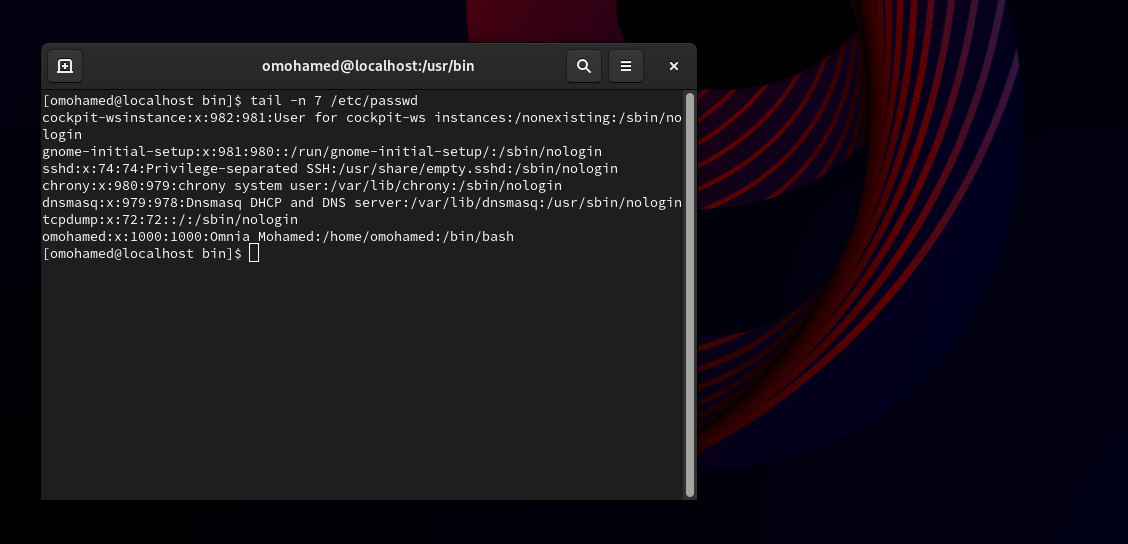 omohamed@localhost:/usr/bin
[omohamed@localhost bin]$ tail -n 7 /etc/passwd
cockpit-wsinstance:x:982:981:User for cockpit-ws instances:/nonexisting:/sbin/no
login
gnome-initial-setup:x:981:980::/run/gnome-initial-setup/:/sbin/nologin
sshd:x:74:74:Privilege-separated SSH:/usr/share/empty.sshd:/sbin/nologin
chrony:x:980:979:chrony system user:/var/lib/chrony:/sbin/nologin
dnsmasq:x:979:978:Dnsmasq DHCP and DNS server:/var/lib/dnsmasq:/usr/sbin/nologin
tcpdump:x:72:72::/:/sbin/nologin
omohamed:x:1000:1000:Omnia Mohamed:/home/omohamed:/bin/bash
[omohamed@localhost bin]$